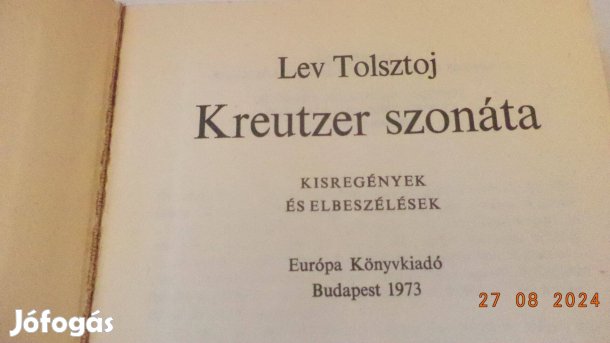 Lev Tolsztoj
Kreutzer szonáta
KISREGÉNYEK
ÉS ELBESZÉLÉSEK
Európa Könyvkiadó
Budapest 1973
27 08 2024
Jófogás